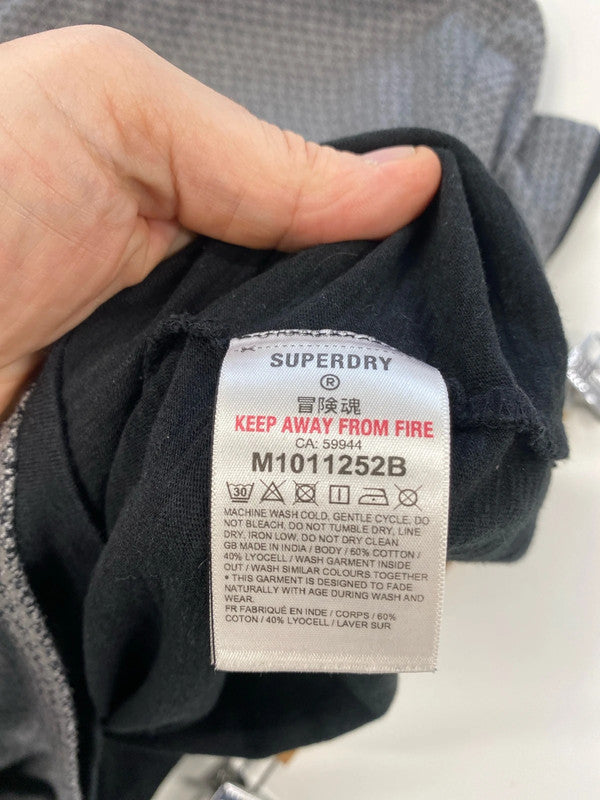 SUPERDRY
®
冒険魂
KEEP AWAY FROM FIRE
CA: 59944
M1011252B
30
MACHINE WASH COLD, GENTLE CYCLE, DO
NOT BLEACH, DO NOT TUMBLE DRY, LINE
DRY, IRON LOW, DO NOT DRY CLEAN
GB MADE IN INDIA / BODY / 60% COTTON /
40% LYOCELL / WASH GARMENT INSIDE
OUT / WASH SIMILAR COLOURS TOGETHER
• THIS GARMENT IS DESIGNED TO FADE
NATURALLY WITH AGE DURING WASH AND
WEAR.
FR FABRIQUÉ EN INDE / CORPS / 60%
COTON / 40% LYOCELL / LAVER SUR